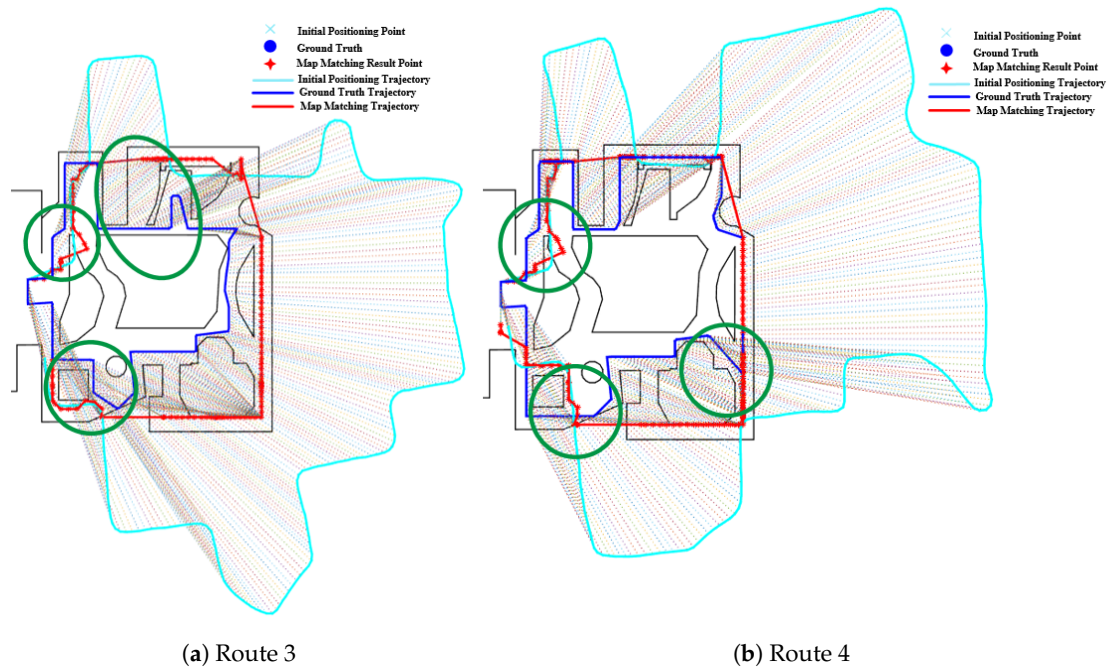 Initial Positioning Point
Ground Truth
Map Matching Result Point
Initial Positioning Trajectory
Ground Truth Trajectory
Map Matching Trajectory
Initial Positioning Point
Ground Truth
Map Matching Result Point
Initial Positioning Trajectory
Ground Truth Trajectory
Map Matching Trajectory
(a) Route 3
(b) Route 4